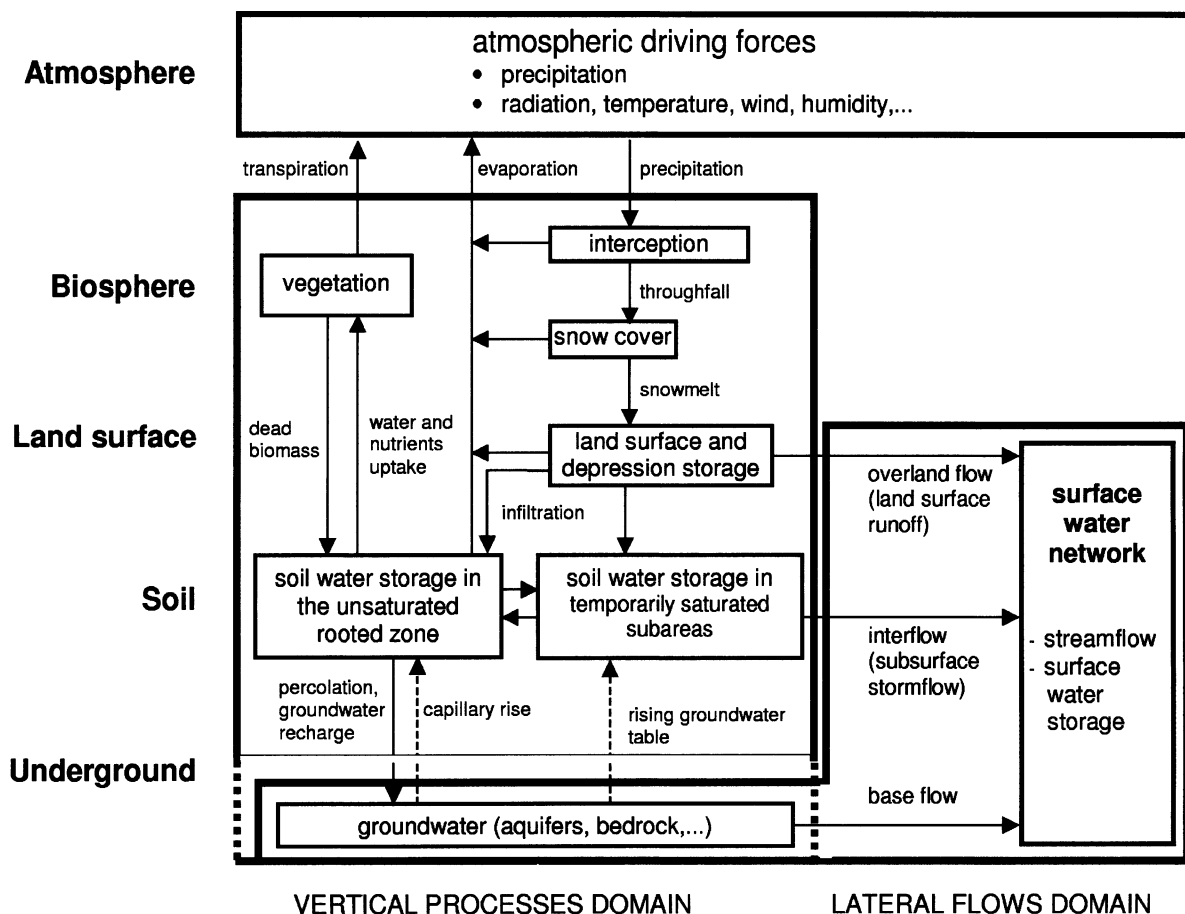 Atmosphere
atmospheric driving forces
• precipitation
• radiation, temperature, wind, humidity,...
transpiration
evaporation
precipitation
Biosphere
interception
vegetation
throughfall
snow cover
snowmelt
Land surface
dead
biomass
water and
nutrients
uptake
land surface and
depression storage
overland flow
(land surface
runoff)
surface
water
network
infiltration
Soil
soil water storage in
the unsaturated
rooted zone
soil water storage in
temporarily saturated
subareas
interflow
(subsurface
stormflow)
- streamflow
- surface
water
storage
percolation,
groundwater
recharge
capillary rise
rising groundwater
table
Underground
base flow
groundwater (aquifers, bedrock,...)
VERTICAL PROCESSES DOMAIN
LATERAL FLOWS DOMAIN